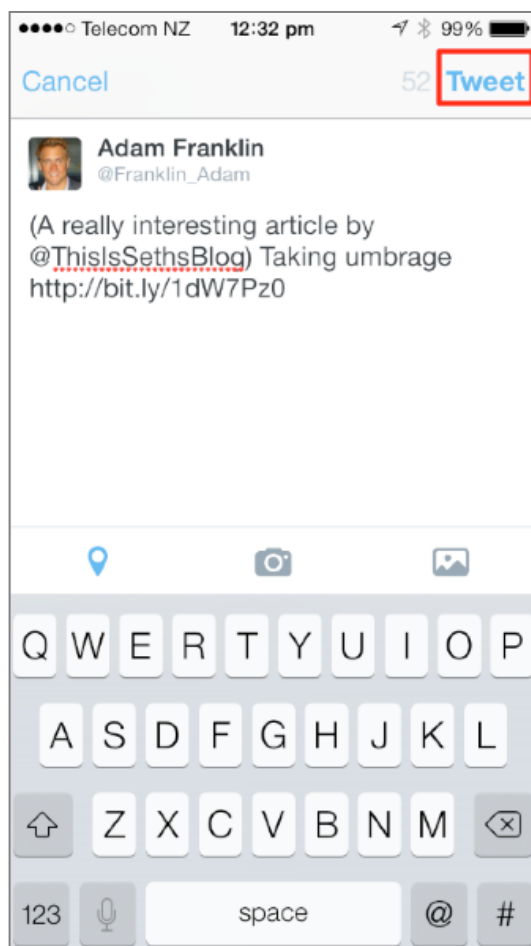 Telecom NZ 12:32 pm 99%
Cancel 52 Tweet
Adam Franklin
@Franklin_Adam
(A really interesting article by
@ThisIsSethsBlog) Taking umbrage
http://bit.ly/1dW7Pz0
Q W E R T Y U I O P
A S D F G H J K L
Z X C V B N M
123 space @ #